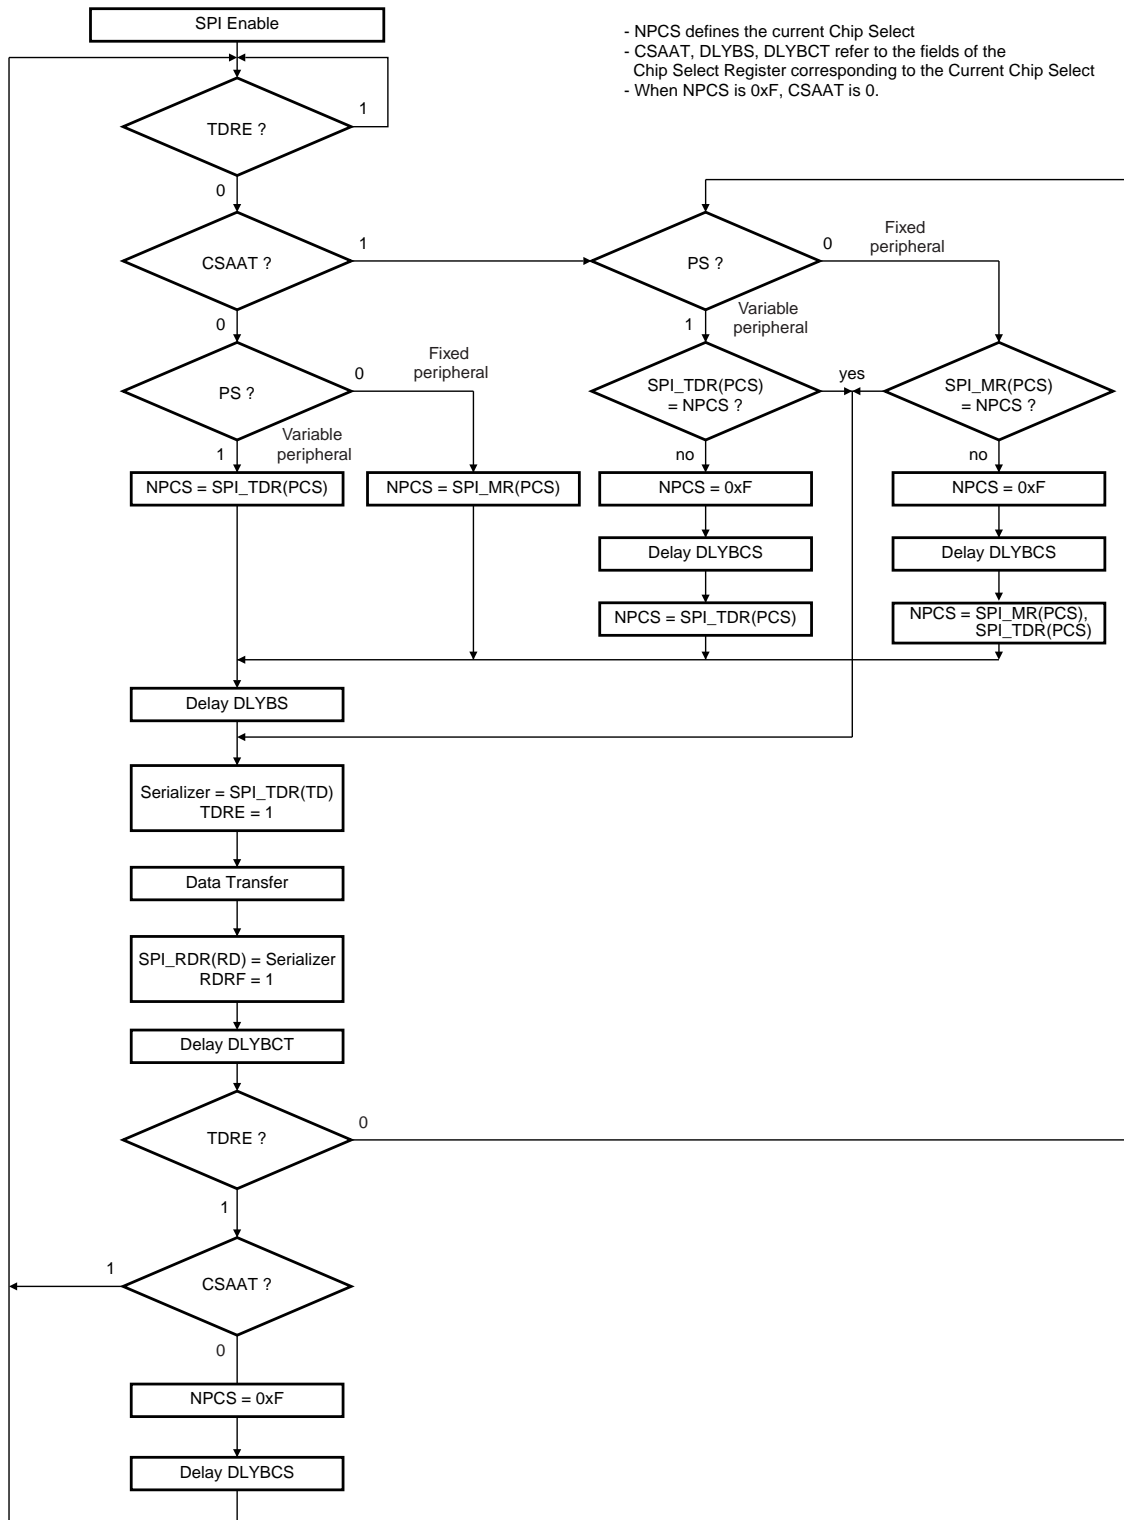 SPI Enable
- NPCS defines the current Chip Select
- CSAAT, DLYBS, DLYBCT refer to the fields of the
Chip Select Register corresponding to the Current Chip Select
- When NPCS is 0xF, CSAAT is 0.
TDRE ?
1
0
CSAAT ?
1
PS ?
0
Fixed
peripheral
0
1
Variable
peripheral
PS ?
0
Fixed
peripheral
SPI_TDR(PCS)
= NPCS ?
yes
SPI_MR(PCS)
= NPCS ?
1
Variable
peripheral
no
no
NPCS = SPI_TDR(PCS)
NPCS = SPI_MR(PCS)
NPCS = 0xF
NPCS = 0xF
Delay DLYBCS
Delay DLYBCS
NPCS = SPI_TDR(PCS)
NPCS = SPI_MR(PCS),
SPI_TDR(PCS)
Delay DLYBS
Serializer = SPI_TDR(TD)
TDRE = 1
Data Transfer
SPI_RDR(RD) = Serializer
RDRF = 1
Delay DLYBCT
TDRE ?
0
1
CSAAT ?
1
0
NPCS = 0xF
Delay DLYBCS